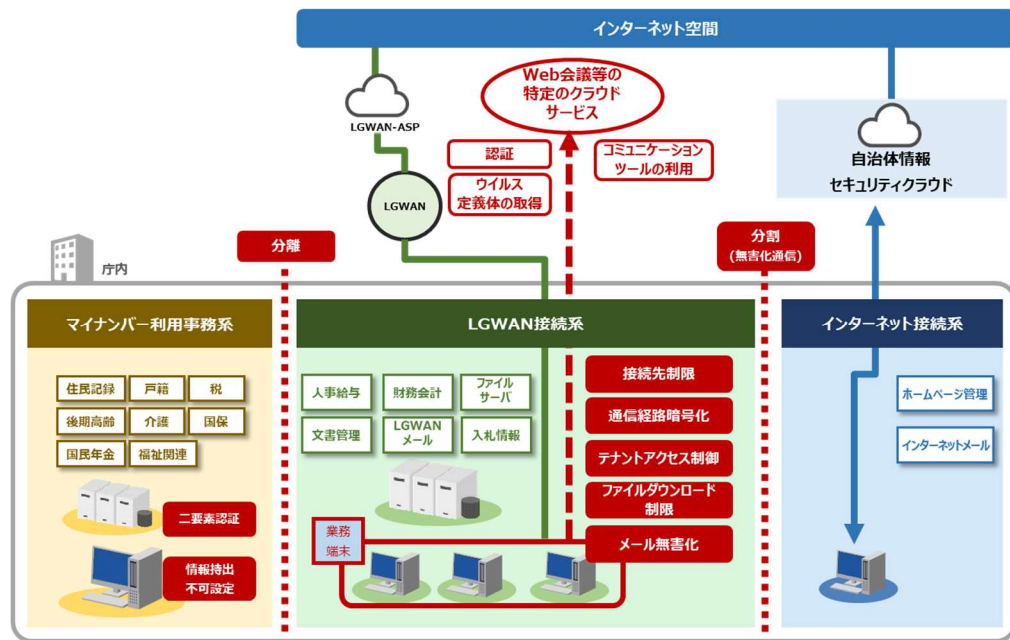 インターネット空間
Web会議等の
特定のクラウド
サービス
LGWAN-ASP
認証
コミュニケーション
ツールの利用
ウイルス
定義体の取得
LGWAN
自治体情報
セキュリティクラウド
庁内
分離
分割
(無害化通信)
マイナンバー利用事務系
住民記録
戸籍
税
後期高齢
介護
国保
国民年金
福祉関連
二要素認証
情報持出
不可設定
LGWAN接続系
人事給与
財務会計
ファイル
サーバ
文書管理
LGWAN
メール
入札情報
接続先制限
通信経路暗号化
テナントアクセス制御
ファイルダウンロード
制限
メール無害化
業務
端末
インターネット接続系
ホームページ管理
インターネットメール